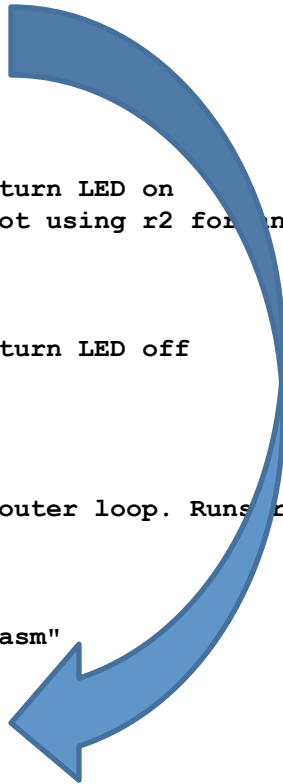 turn LED on
ot using r2 for
turn LED off
outer loop. Runs
asm"